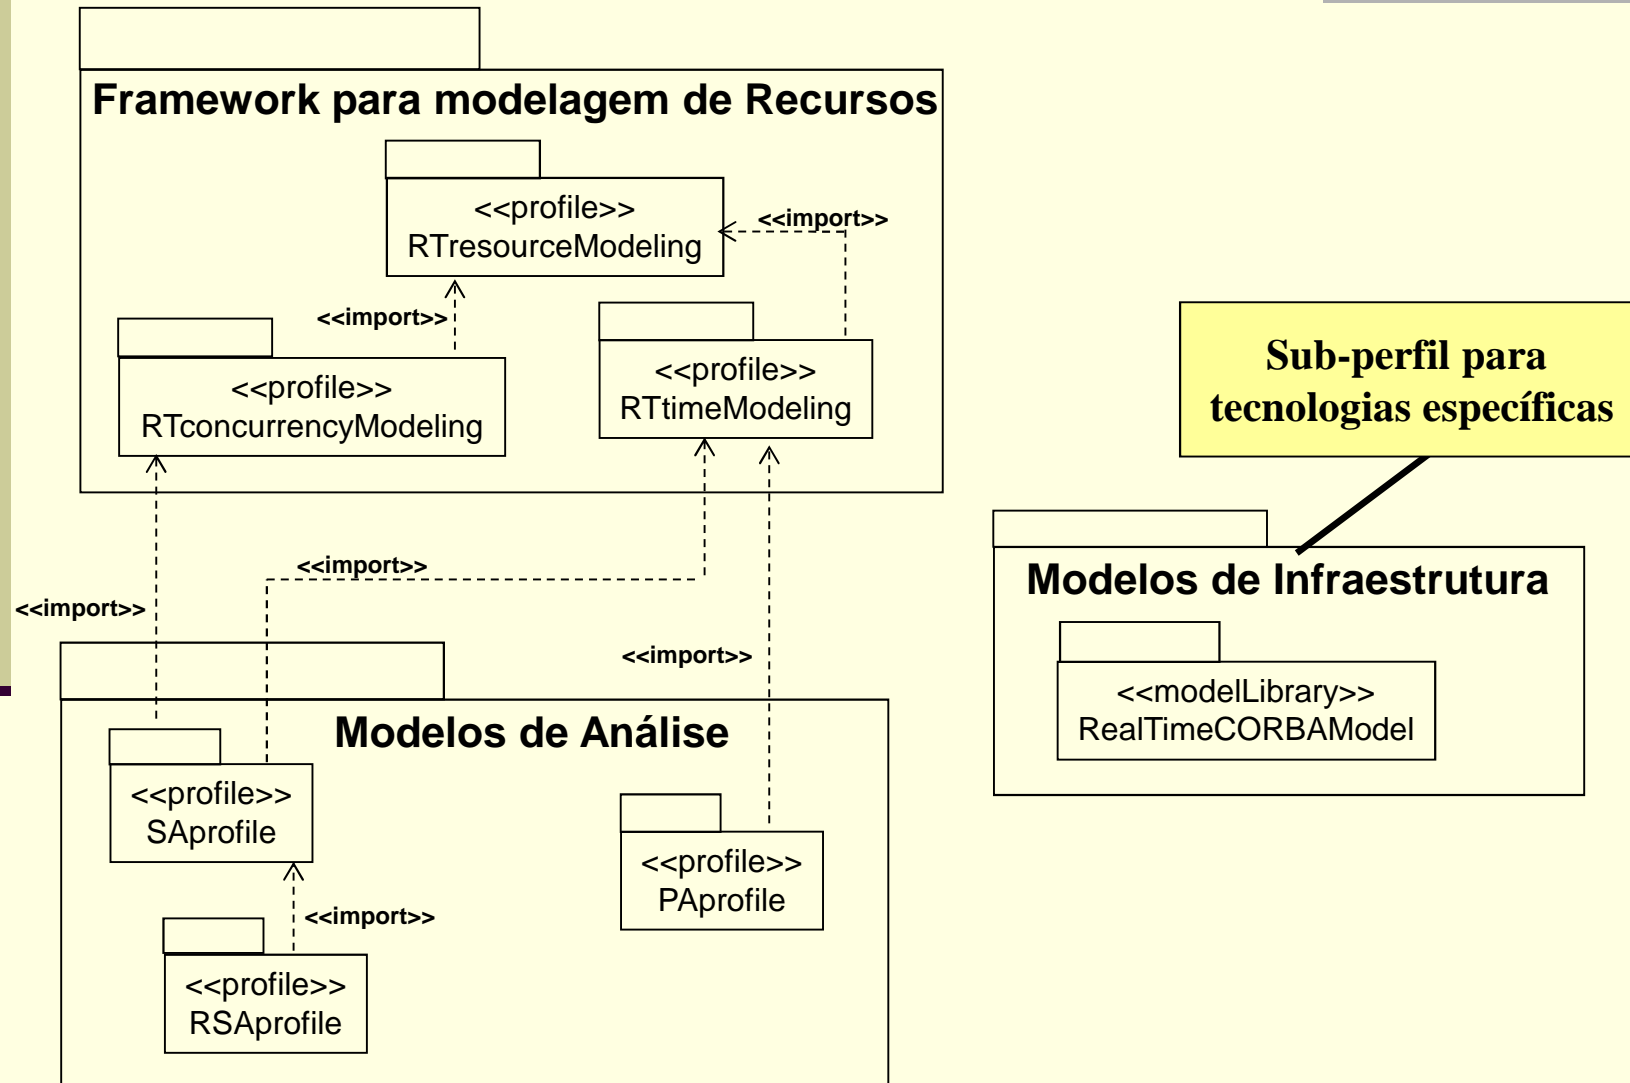 Framework para modelagem de Recursos
<<profile>>
RTresourceModeling
<<import>>
<<import>>
<<profile>>
RTconcurrencyModeling
<<profile>>
RTtimeModeling
Sub-perfil para
tecnologias específicas
<<import>>
<<import>>
<<import>>
Modelos de Infraestrutura
<<modelLibrary>>
RealTimeCORBAModel
Modelos de Análise
<<profile>>
SAprofile
<<import>>
<<profile>>
PAprofile
<<profile>>
RSAprofile